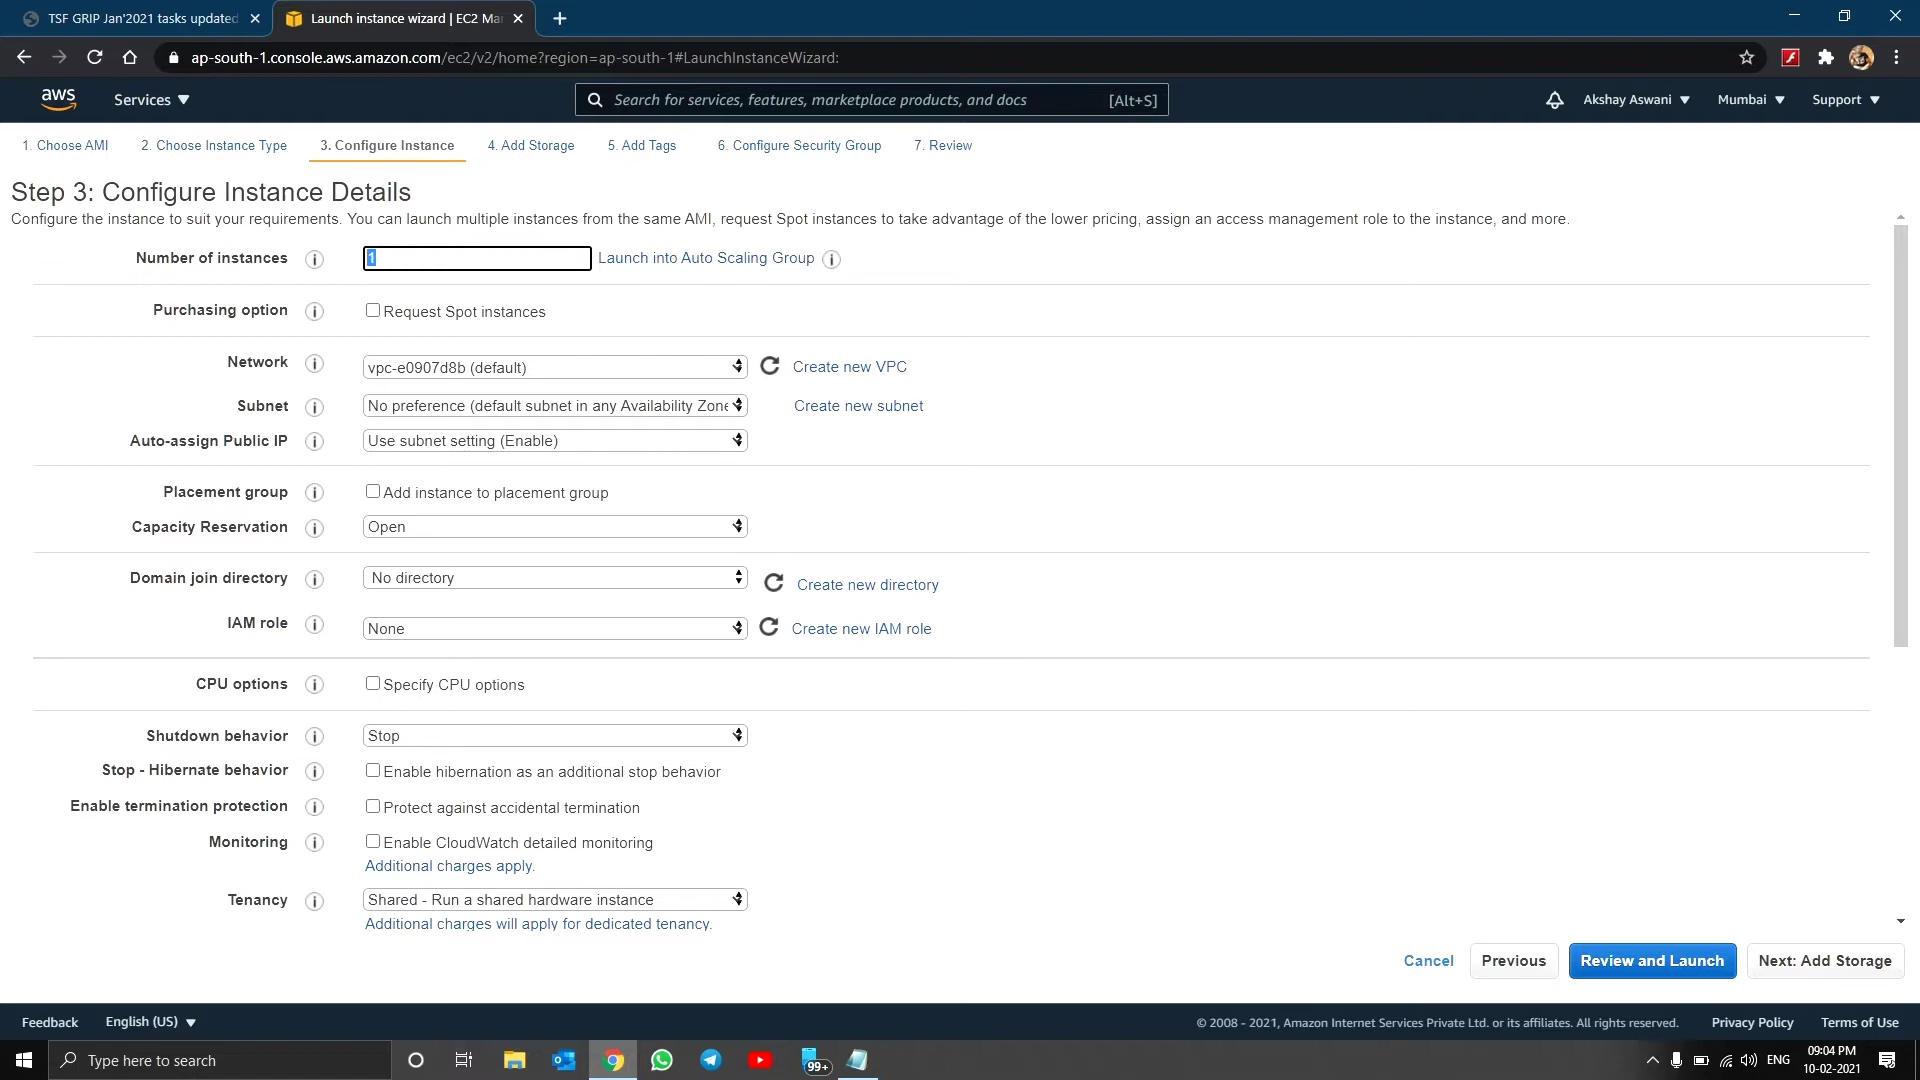 TSF GRIP Jan'2021 tasks updated
Launch instance wizard | EC2 Ma
ap-south-1.console.aws.amazon.com/ec2/v2/home?region=ap-south-1#LaunchInstanceWizard:
aws Services Search for services, features, marketplace products, and docs [Alt+S] Akshay Aswani Mumbai Support
1. Choose AMI 2. Choose Instance Type 3. Configure Instance 4. Add Storage 5. Add Tags 6. Configure Security Group 7. Review
Step 3: Configure Instance Details
Configure the instance to suit your requirements. You can launch multiple instances from the same AMI, request Spot instances to take advantage of the lower pricing, assign an access management role to the instance, and more.
Number of instances 1 Launch into Auto Scaling Group
Purchasing option Request Spot instances
Network vpc-e0907d8b (default) Create new VPC
Subnet No preference (default subnet in any Availability Zone Create new subnet
Auto-assign Public IP Use subnet setting (Enable)
Placement group Add instance to placement group
Capacity Reservation Open
Domain join directory No directory Create new directory
IAM role None Create new IAM role
CPU options Specify CPU options
Shutdown behavior Stop
Stop - Hibernate behavior Enable hibernation as an additional stop behavior
Enable termination protection Protect against accidental termination
Monitoring Enable CloudWatch detailed monitoring
Additional charges apply.
Tenancy Shared - Run a shared hardware instance
Additional charges will apply for dedicated tenancy.
Cancel Previous Review and Launch Next: Add Storage
Feedback English (US) © 2008 - 2021, Amazon Internet Services Private Ltd. or its affiliates. All rights reserved. Privacy Policy Terms of Use
Type here to search 99+ ENG 09:04 PM
10-02-2021